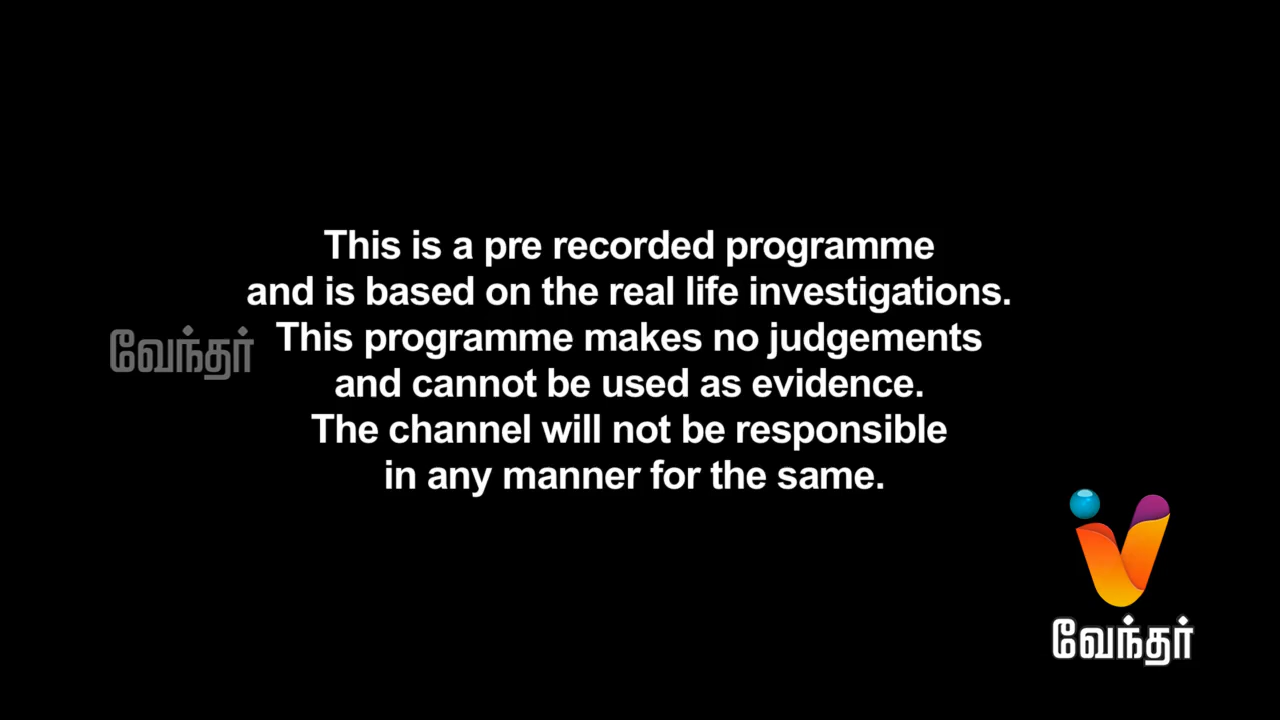 This is a pre recorded programme
and is based on the real life investigations.
வேந்தர்
This programme makes no judgements
and cannot be used as evidence.
The channel will not be responsible
in any manner for the same.
வேந்தர்